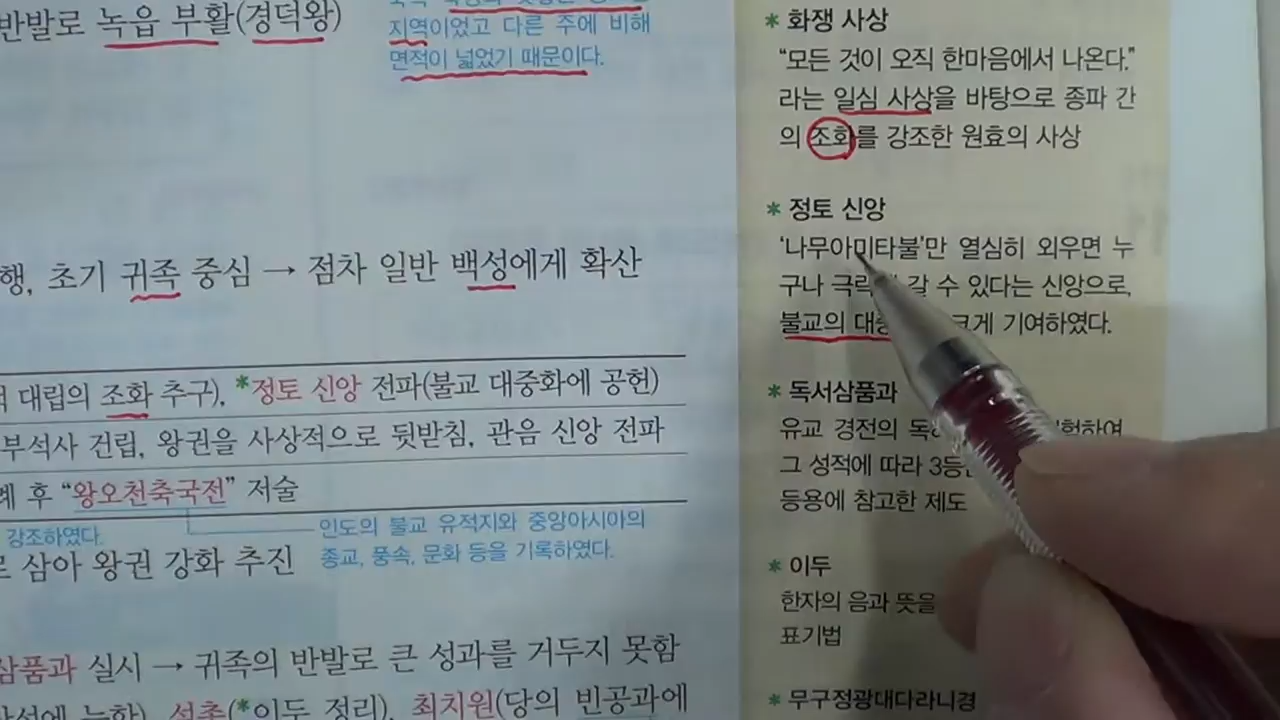 반발로 녹읍 부활(경덕왕)
지역이었고 다른 주에 비해
면적이 넓었기 때문이다.
행, 초기 귀족 중심 → 점차 일반 백성에게 확산
대립의 조화 추구), *정토 신앙 전파(불교 대중화에 공헌)
부석사 건립, 왕권을 사상적으로 뒷받침, 관음 신앙 전파
후 “왕오천축국전” 저술
강조하였다.
인도의 불교 유적지와 중앙아시아의
종교, 풍속, 문화 등을 기록하였다.
삼아 왕권 강화 추진
삼품과 실시 → 귀족의 반발로 큰 성과를 거두지 못함
설총(*이두 정리), 최치원(당의 빈공과에
* 화쟁 사상
“모든 것이 오직 한마음에서 나온다.”
라는 일심 사상을 바탕으로 종파 간
의 조화를 강조한 원효의 사상
* 정토 신앙
‘나무아미타불’만 열심히 외우면 누
구나 갈 수 있다는 신앙으로,
불교의 크게 기여하였다.
* 독서삼품과
유교 경전의
그 성적에 따라
등용에 참고한 제도
* 이두
한자의 음과 뜻을
표기법
* 무구정광대다라니경